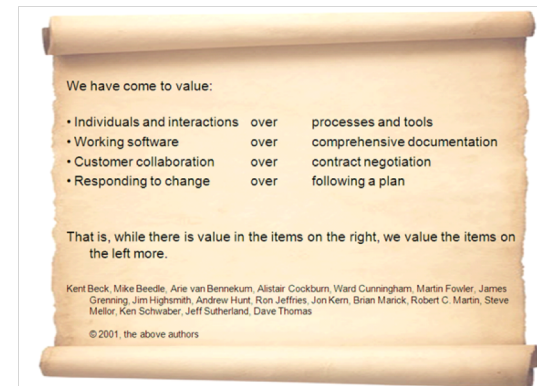 We have come to value:
• Individuals and interactions over processes and tools
• Working software over comprehensive documentation
• Customer collaboration over contract negotiation
• Responding to change over following a plan
That is, while there is value in the items on the right, we value the items on
the left more.
Kent Beck, Mike Beedle, Arie van Bennekum, Alistair Cockburn, Ward Cunningham, Martin Fowler, James
Grenning, Jim Highsmith, Andrew Hunt, Ron Jeffries, Jon Kern, Brian Marick, Robert C. Martin, Steve
Mellor, Ken Schwaber, Jeff Sutherland, Dave Thomas
© 2001, the above authors